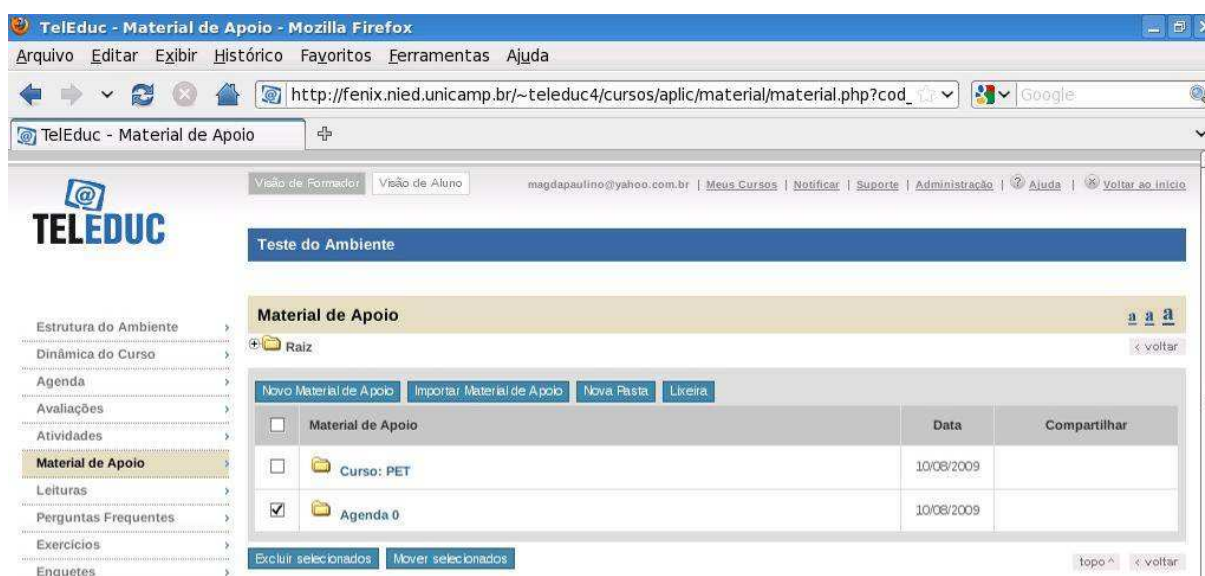 TelEduc - Material de Apoio - Mozilla Firefox
Arquivo Editar Exibir Histórico Favoritos Ferramentas Ajuda
http://fenix.nied.unicamp.br/~teleduc4/cursos/aplic/material/material.php?cod_ Google
TelEduc - Material de Apoio
Visão de Formador Visão de Aluno magdapaulino@yahoo.com.br | Meus Cursos | Notificar | Suporte | Administração | ? Ajuda | Voltar ao início
TELEDUC
Teste do Ambiente
Material de Apoio a a a
Raiz < voltar
Novo Material de Apoio Importar Material de Apoio Nova Pasta Lixeira
Material de Apoio Data Compartilhar
Curso: PET 10/08/2009
Agenda 0 10/08/2009
Excluir selecionados Mover selecionados topo ^ < voltar
Estrutura do Ambiente
Dinâmica do Curso
Agenda
Avaliações
Atividades
Material de Apoio
Leituras
Perguntas Frequentes
Exercícios
Enquetes